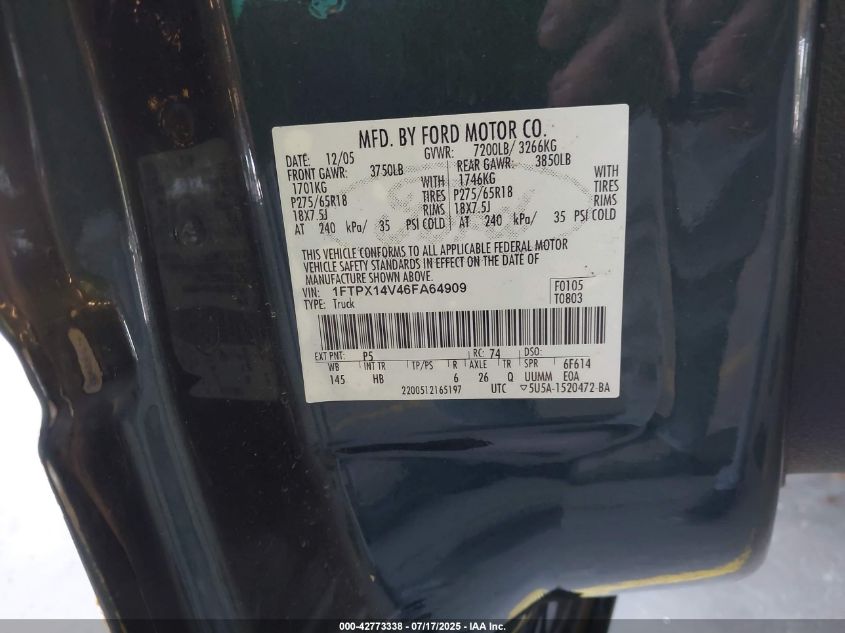 MFD. BY FORD MOTOR CO.
DATE: 12/05 GVWR: 7200LB/ 3266KG
FRONT GAWR: 3750LB REAR GAWR: 3850LB
1701KG WITH 1746KG WITH
P275/65R18 TIRES P275/65R18 TIRES
18X7.5J RIMS 18X7.5J RIMS
AT 240 kPa/ 35 PSI COLD AT 240 kPa/ 35 PSI COLD
THIS VEHICLE CONFORMS TO ALL APPLICABLE FEDERAL MOTOR
VEHICLE SAFETY STANDARDS IN EFFECT ON THE DATE OF
MANUFACTURE SHOWN ABOVE.
VIN: 1FTPX14V46FA64909 F0105
TYPE: Truck T0803
EXT PNT: P5 RC: 74 DSO:
WB INT TR TP/PS R AXLE TR SPR 6F614
145 HB 6 26 Q UUMM E0A
2200512165197 UTC ▽5U5A-1520472-BA
Ford
000-42773338 - 07/17/2025 - IAA Inc.